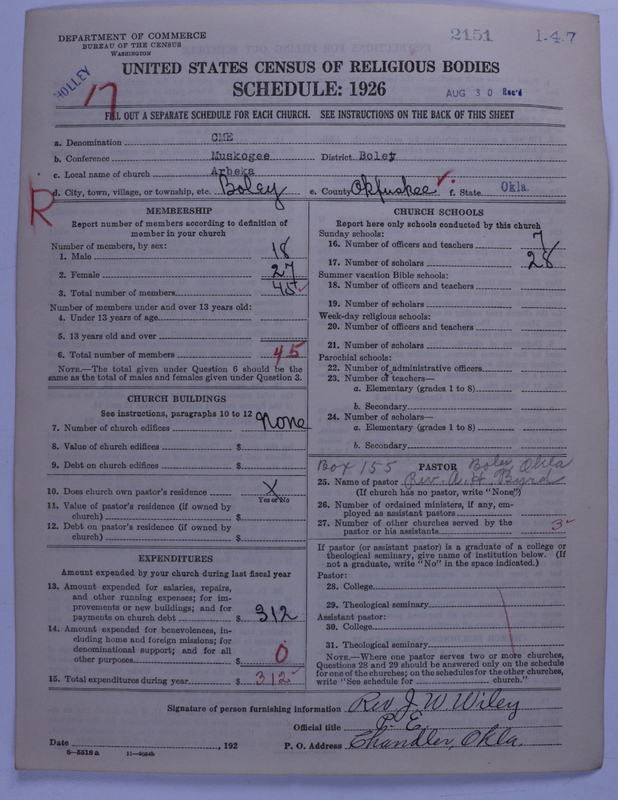 DEPARTMENT OF COMMERCE
BUREAU OF THE CENSUS
WASHINGTON
2151
1-4-7
HOLLEY
17
UNITED STATES CENSUS OF RELIGIOUS BODIES
SCHEDULE: 1926
AUG 30 Rec'd
FILL OUT A SEPARATE SCHEDULE FOR EACH CHURCH. SEE INSTRUCTIONS ON THE BACK OF THIS SHEET
a. Denomination CME
b. Conference Muskogee District Boley
c. Local name of church Arbeka
d. City, town, village, or township, etc. Boley e. County Okfuskee f. State Okla.
R
MEMBERSHIP
Report number of members according to definition of
member in your church
Number of members, by sex:
1. Male 18
2. Female 27
3. Total number of members 45
Number of members under and over 13 years old:
4. Under 13 years of age
5. 13 years old and over
6. Total number of members 45
NOTE.—The total given under Question 6 should be the
same as the total of males and females given under Question 3.
CHURCH BUILDINGS
See instructions, paragraphs 10 to 12
7. Number of church edifices none
8. Value of church edifices $
9. Debt on church edifices $
10. Does church own pastor's residence X
Yes or No
11. Value of pastor's residence (if owned by
church) $
12. Debt on pastor's residence (if owned by
church) $
EXPENDITURES
Amount expended by your church during last fiscal year
13. Amount expended for salaries, repairs,
and other running expenses; for im-
provements or new buildings; and for
payments on church debt $ 312
14. Amount expended for benevolences, in-
cluding home and foreign missions; for
denominational support; and for all
other purposes $ 0
15. Total expenditures during year $ 312
CHURCH SCHOOLS
Report here only schools conducted by this church
Sunday schools:
16. Number of officers and teachers 7
17. Number of scholars 28
Summer vacation Bible schools:
18. Number of officers and teachers
19. Number of scholars
Week-day religious schools:
20. Number of officers and teachers
21. Number of scholars
Parochial schools:
22. Number of administrative officers
23. Number of teachers—
a. Elementary (grades 1 to 8)
b. Secondary
24. Number of scholars—
a. Elementary (grades 1 to 8)
b. Secondary
Box 155 PASTOR Boley Okla
25. Name of pastor Rev. A. H. Byrd
(If church has no pastor, write "None")
26. Number of ordained ministers, if any, em-
ployed as assistant pastors
27. Number of other churches served by the
pastor or his assistants 3
If pastor (or assistant pastor) is a graduate of a college or
theological seminary, give name of institution below. (If
not a graduate, write "No" in the space indicated.)
Pastor:
28. College
29. Theological seminary
Assistant pastor:
30. College
31. Theological seminary
NOTE.—Where one pastor serves two or more churches,
Questions 28 and 29 should be answered only on the schedule
for one of the churches; on the schedules for the other churches,
write "See schedule for church."
Signature of person furnishing information Rev J. W. Wiley
Official title P. E.
Date , 192 P. O. Address Chandler, Okla.